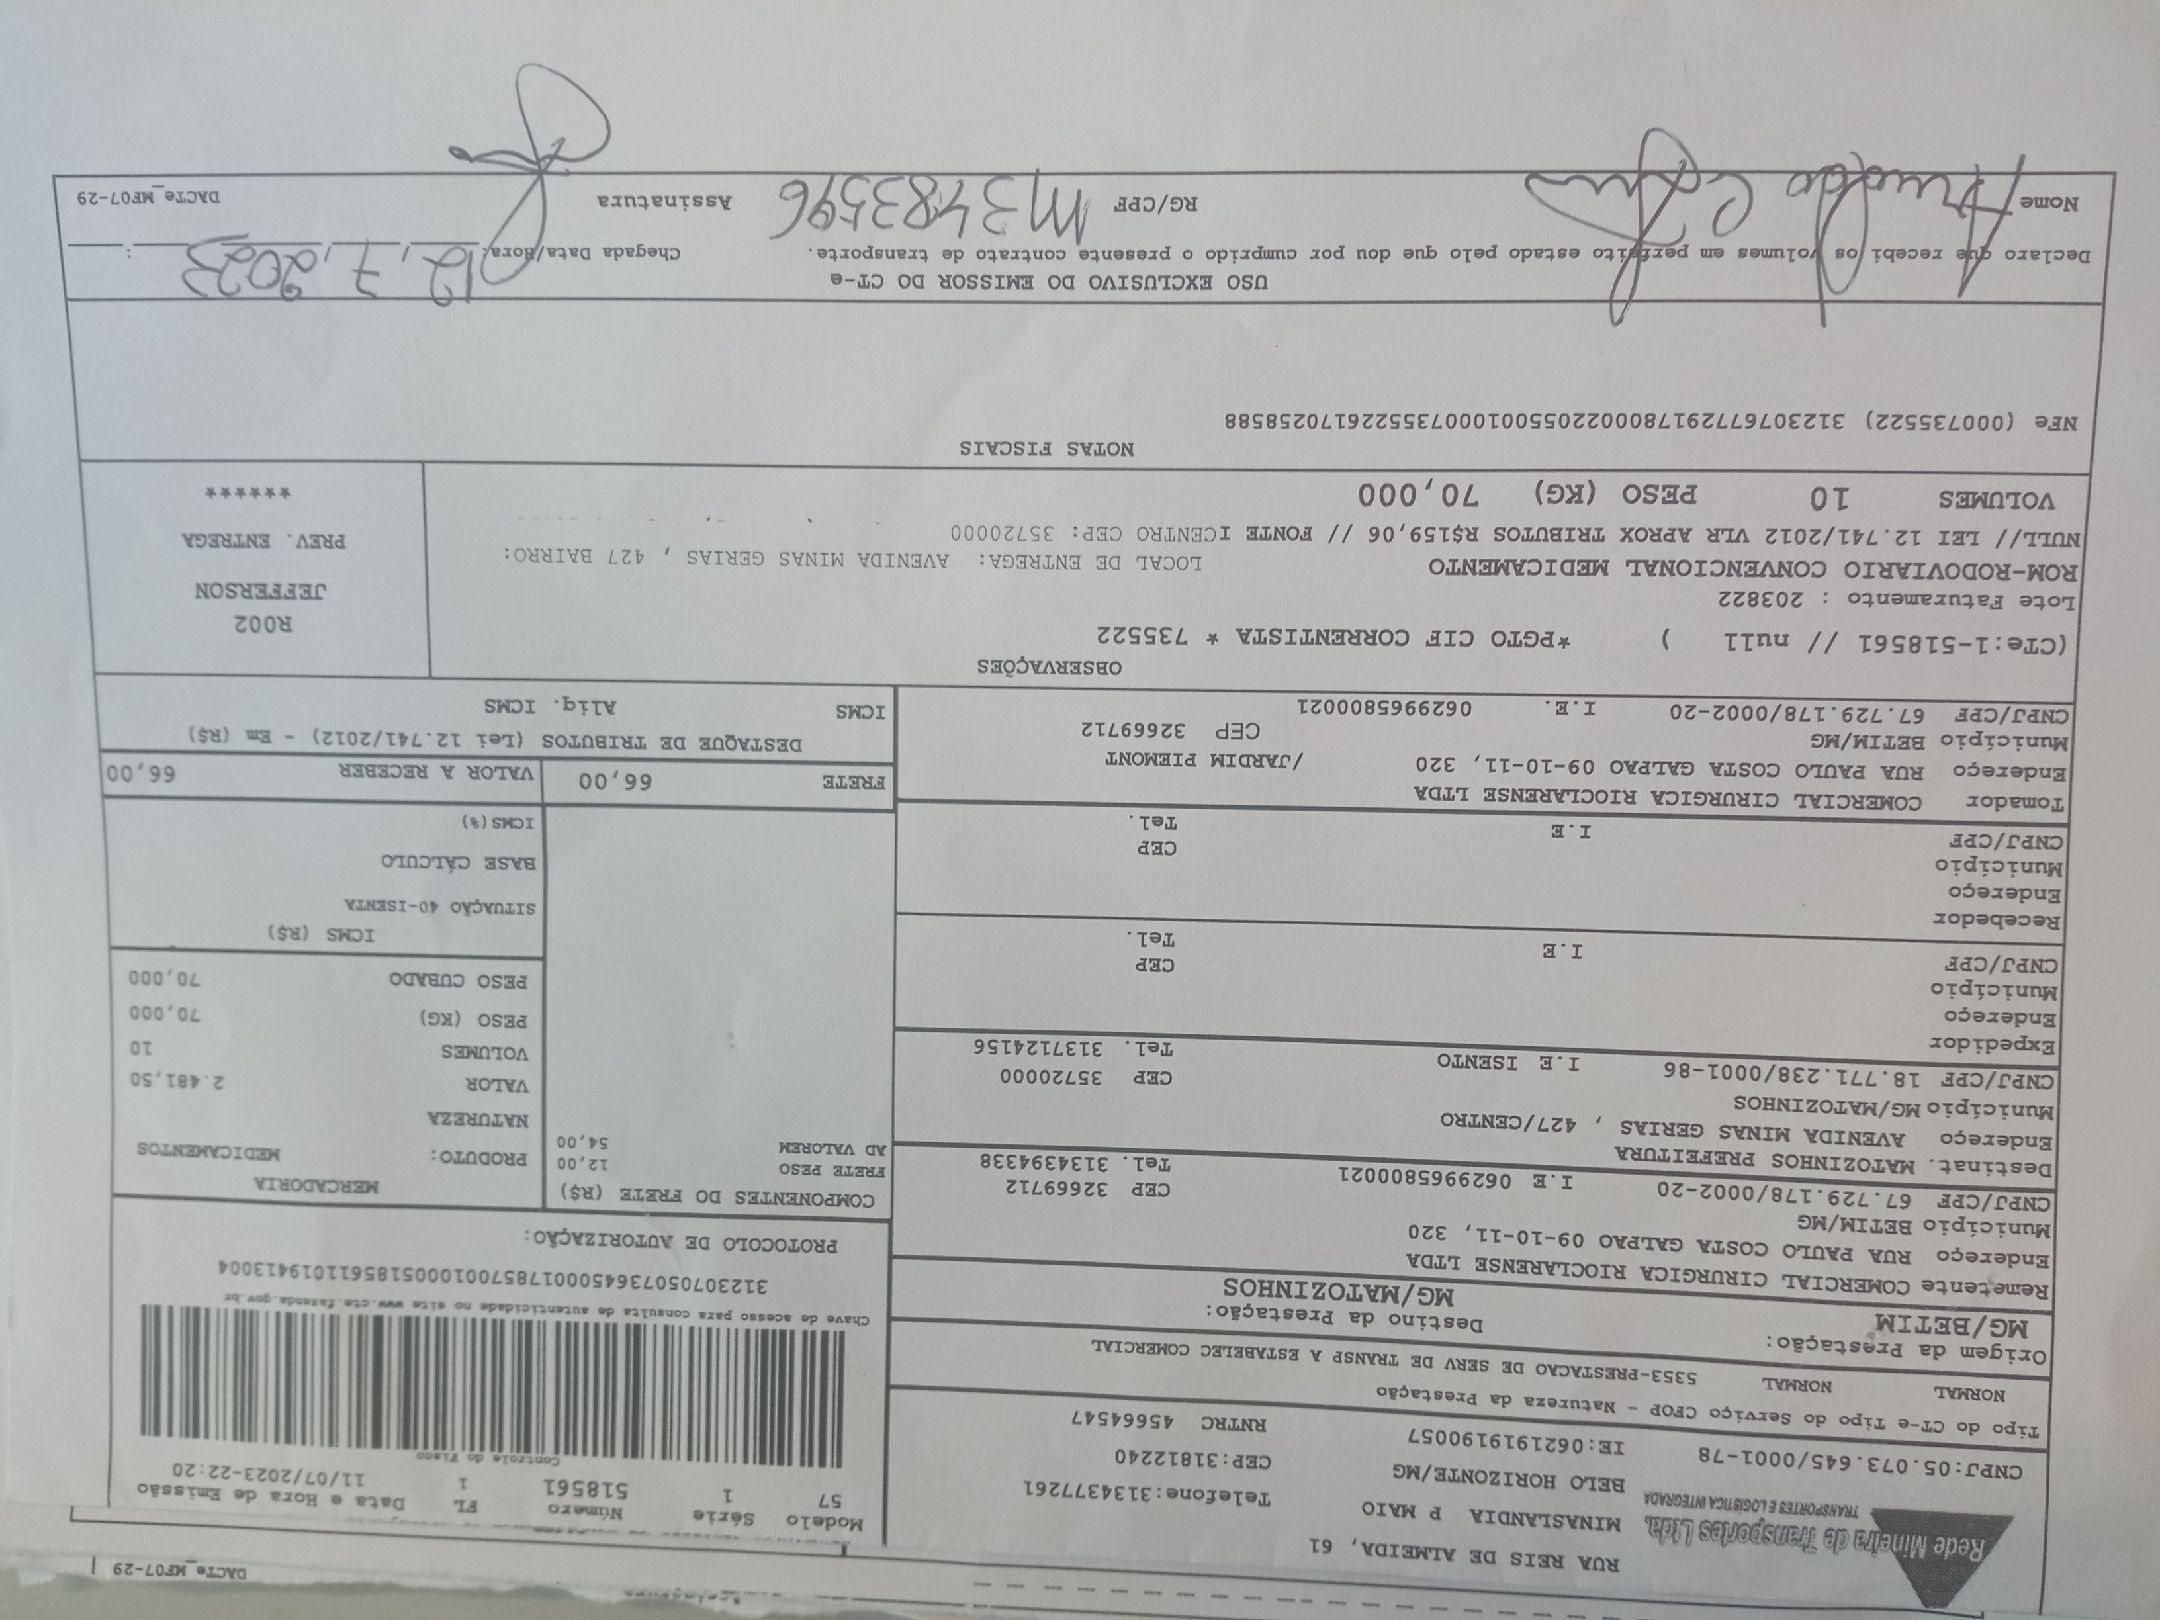 DACTe_MF07-29
Rede Mineira de Transportes Ltda.
TRANSPORTES E LOGISTICA INTEGRADA
RUA REIS DE ALMEIDA, 61
MINASLANDIA P MAIO Telefone:3134377261
BELO HORIZONTE/MG CEP:31812240
CNPJ:05.073.645/0001-78 IE:0621919190057 RNTRC 45664547
Modelo Série Número FL Data e Hora de Emissão
57 1 518561 1 11/07/2023-22:20
Controle do Fisco
Tipo do CT-e Tipo do Serviço CFOP - Natureza da Prestação
NORMAL NORMAL 5353-PRESTACAO DE SERV DE TRANSP A ESTABELEC COMERCIAL
Origem da Prestação: Destino da Prestação:
MG/BETIM MG/MATOZINHOS
Chave de acesso para consulta de autenticidade no site www.cte.fazenda.gov.br
31230705073645000178570010005185611019413004
PROTOCOLO DE AUTORIZAÇÃO:
Remetente COMERCIAL CIRURGICA RIOCLARENSE LTDA
Endereço RUA PAULO COSTA GALPAO 09-10-11, 320
Município BETIM/MG CEP 32669712
CNPJ/CPF 67.729.178/0002-20 I.E 0629965800021 Tel. 3134394338
Destinat. MATOZINHOS PREFEITURA
Endereço AVENIDA MINAS GERIAS , 427/CENTRO
Município MG/MATOZINHOS CEP 35720000
CNPJ/CPF 18.771.238/0001-86 I.E ISENTO Tel. 3137124156
Expedidor
Endereço
Município CEP
CNPJ/CPF I.E Tel.
Recebedor
Endereço
Município CEP
CNPJ/CPF I.E Tel.
Tomador COMERCIAL CIRURGICA RIOCLARENSE LTDA
Endereço RUA PAULO COSTA GALPAO 09-10-11, 320 /JARDIM PIEMONT
Município BETIM/MG CEP 32669712
CNPJ/CPF 67.729.178/0002-20 I.E. 0629965800021
COMPONENTES DO FRETE (R$)
FRETE PESO 12,00
AD VALOREM 54,00
MERCADORIA
PRODUTO: MEDICAMENTOS
NATUREZA
VALOR 2.481,50
VOLUMES 10
PESO (KG) 70,000
PESO CUBADO 70,000
ICMS (R$)
SITUAÇÃO 40-ISENTA
BASE CÁLCULO
ICMS(%)
FRETE 66,00 VALOR A RECEBER 66,00
DESTAQUE DE TRIBUTOS (Lei 12.741/2012) - Em (R$)
ICMS Aliq. ICMS
OBSERVAÇÕES
(CTe:1-518561 // null ) *PGTO CIF CORRENTISTA * 735522
Lote Faturamento : 203822
ROM-RODOVIARIO CONVENCIONAL MEDICAMENTO LOCAL DE ENTREGA: AVENIDA MINAS GERIAS , 427 BAIRRO:
NULL// LEI 12.741/2012 VLR APROX TRIBUTOS R$159,06 // FONTE ICENTRO CEP: 35720000
VOLUMES 10 PESO (KG) 70,000
R002
JEFFERSON
PREV. ENTREGA
******
NOTAS FISCAIS
NFe (000735522) 31230767729178000220550010007355222617025858​8
USO EXCLUSIVO DO EMISSOR DO CT-e
Declaro que recebi os volumes em perfeito estado pelo que dou por cumprido o presente contrato de transporte. Chegada Data/Hora: 12, 7, 2023 :
Nome RG/CPF M3483596 Assinatura DACTe_MF07-29